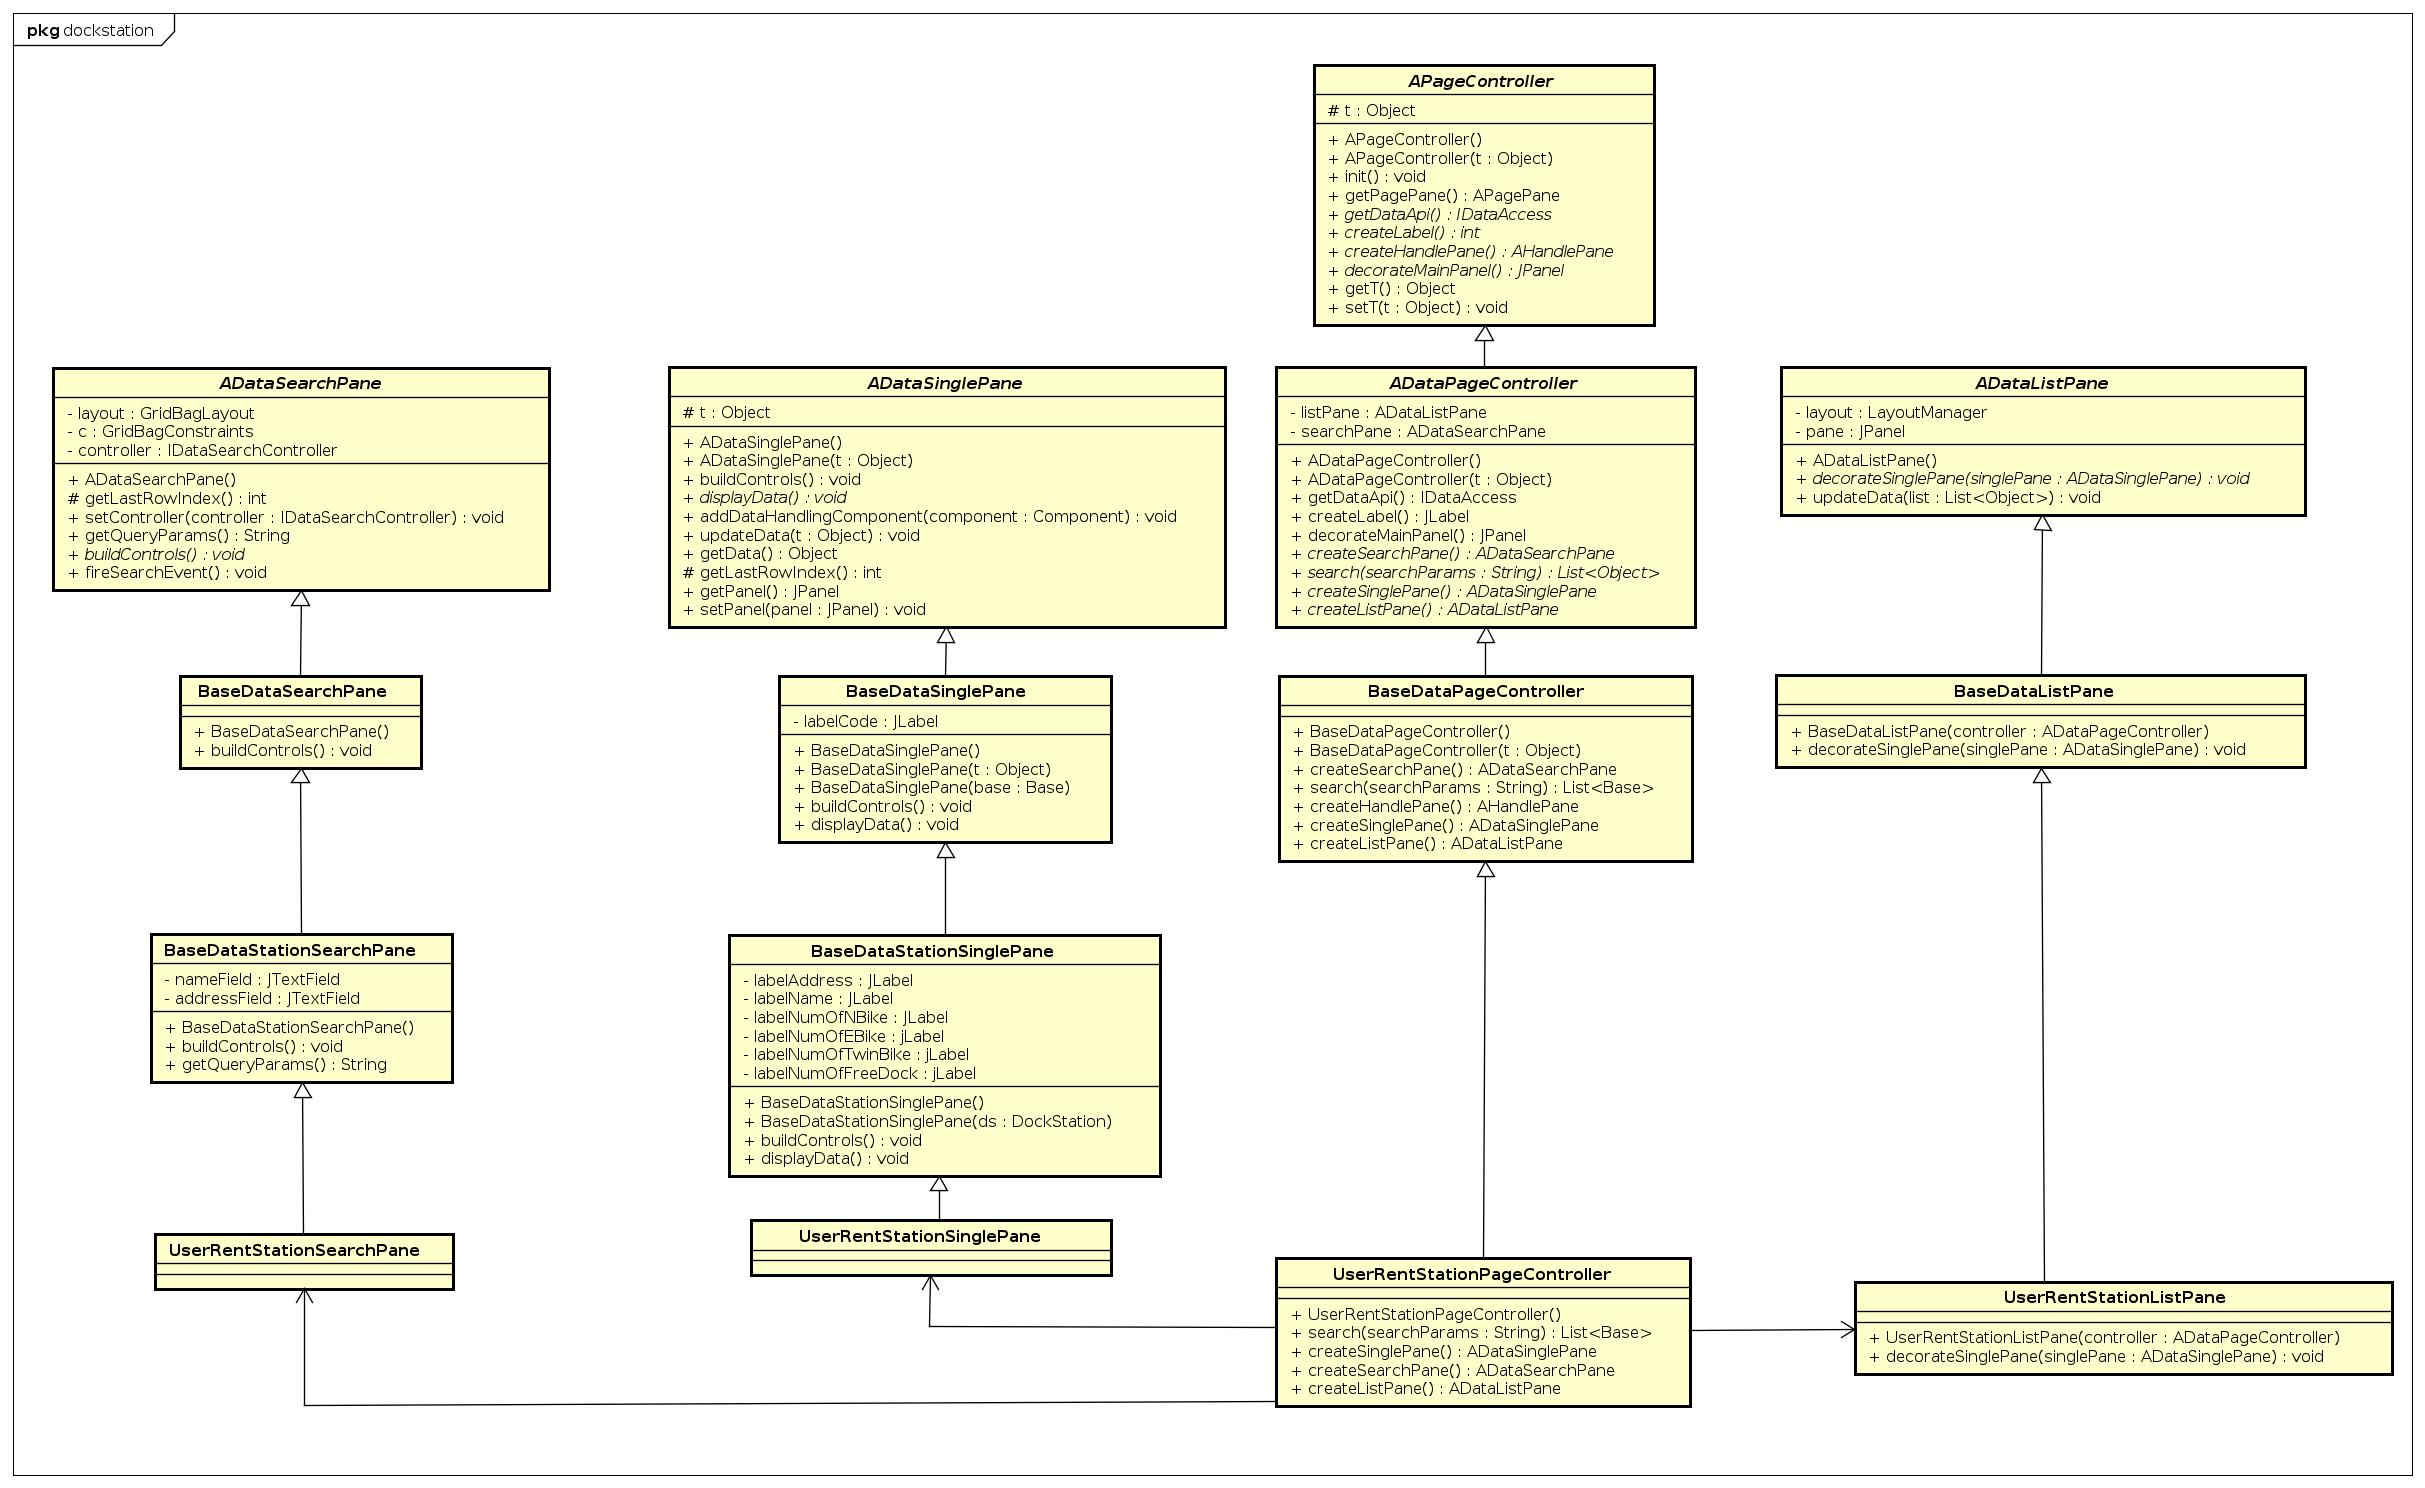 pkg dockstation
APageController
# t : Object
+ APageController()
+ APageController(t : Object)
+ init() : void
+ getPagePane() : APagePane
+ getDataApi() : IDataAccess
+ createLabel() : int
+ createHandlePane() : AHandlePane
+ decorateMainPanel() : JPanel
+ getT() : Object
+ setT(t : Object) : void
ADataSearchPane
- layout : GridBagLayout
- c : GridBagConstraints
- controller : IDataSearchController
+ ADataSearchPane()
# getLastRowIndex() : int
+ setController(controller : IDataSearchController) : void
+ getQueryParams() : String
+ buildControls() : void
+ fireSearchEvent() : void
ADataSinglePane
# t : Object
+ ADataSinglePane()
+ ADataSinglePane(t : Object)
+ buildControls() : void
+ displayData() : void
+ addDataHandlingComponent(component : Component) : void
+ updateData(t : Object) : void
+ getData() : Object
# getLastRowIndex() : int
+ getPanel() : JPanel
+ setPanel(panel : JPanel) : void
ADataPageController
- listPane : ADataListPane
- searchPane : ADataSearchPane
+ ADataPageController()
+ ADataPageController(t : Object)
+ getDataApi() : IDataAccess
+ createLabel() : JLabel
+ decorateMainPanel() : JPanel
+ createSearchPane() : ADataSearchPane
+ search(searchParams : String) : List<Object>
+ createSinglePane() : ADataSinglePane
+ createListPane() : ADataListPane
ADataListPane
- layout : LayoutManager
- pane : JPanel
+ ADataListPane()
+ decorateSinglePane(singlePane : ADataSinglePane) : void
+ updateData(list : List<Object>) : void
BaseDataSearchPane
+ BaseDataSearchPane()
+ buildControls() : void
BaseDataSinglePane
- labelCode : JLabel
+ BaseDataSinglePane()
+ BaseDataSinglePane(t : Object)
+ BaseDataSinglePane(base : Base)
+ buildControls() : void
+ displayData() : void
BaseDataPageController
+ BaseDataPageController()
+ BaseDataPageController(t : Object)
+ createSearchPane() : ADataSearchPane
+ search(searchParams : String) : List<Base>
+ createHandlePane() : AHandlePane
+ createSinglePane() : ADataSinglePane
+ createListPane() : ADataListPane
BaseDataListPane
+ BaseDataListPane(controller : ADataPageController)
+ decorateSinglePane(singlePane : ADataSinglePane) : void
BaseDataStationSearchPane
- nameField : JTextField
- addressField : JTextField
+ BaseDataStationSearchPane()
+ buildControls() : void
+ getQueryParams() : String
BaseDataStationSinglePane
- labelAddress : JLabel
- labelName : JLabel
- labelNumOfNBike : JLabel
- labelNumOfEBike : jLabel
- labelNumOfTwinBike : jLabel
- labelNumOfFreeDock : jLabel
+ BaseDataStationSinglePane()
+ BaseDataStationSinglePane(ds : DockStation)
+ buildControls() : void
+ displayData() : void
UserRentStationSearchPane
UserRentStationSinglePane
UserRentStationPageController
+ UserRentStationPageController()
+ search(searchParams : String) : List<Base>
+ createSinglePane() : ADataSinglePane
+ createSearchPane() : ADataSearchPane
+ createListPane() : ADataListPane
UserRentStationListPane
+ UserRentStationListPane(controller : ADataPageController)
+ decorateSinglePane(singlePane : ADataSinglePane) : void